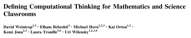 Defining Computational Thinking for Mathematics and Science
Classrooms
David Weintrop · Elham Beheshti · Michael Horn · Kai Orton ·
Kemi Jona · Laura Trouille · Uri Wilensky